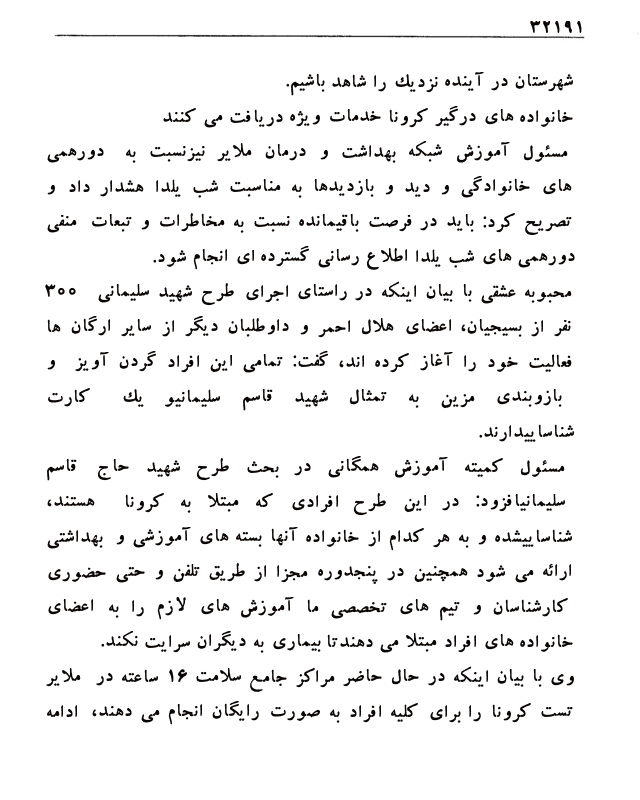 ۳۲۱۹۱
شهرستان در آینده نزدیك را شاهد باشیم.
خانواده های درگیر کرونا خدمات ویژه دریافت می کنند
مسئول آموزش شبکه بهداشت و درمان ملایر نیزنسبت به دورهمی
های خانوادگی و دید و بازدیدها به مناسبت شب یلدا هشدار داد و
تصریح کرد: باید در فرصت باقیمانده نسبت به مخاطرات و تبعات منفی
دورهمی های شب یلدا اطلاع رسانی گسترده ای انجام شود.
محبوبه عشقی با بیان اینکه در راستای اجرای طرح شهید سلیمانی ۳۰۰
نفر از بسیجیان، اعضای هلال احمر و داوطلبان دیگر از سایر ارگان ها
فعالیت خود را آغاز کرده اند، گفت: تمامی این افراد گردن آویز و
بازوبندی مزین به تمثال شهید قاسم سلیمانیو یك کارت
شناساییدارند.
مسئول کمیته آموزش همگانی در بحث طرح شهید حاج قاسم
سلیمانیافزود: در این طرح افرادی که مبتلا به کرونا هستند،
شناساییشده و به هر کدام از خانواده آنها بسته های آموزشی و بهداشتی
ارائه می شود همچنین در پنجدوره مجزا از طریق تلفن و حتی حضوری
کارشناسان و تیم های تخصصی ما آموزش های لازم را به اعضای
خانواده های افراد مبتلا می دهندتا بیماری به دیگران سرایت نکند.
وی با بیان اینکه در حال حاضر مراکز جامع سلامت ۱۶ ساعته در ملایر
تست کرونا را برای کلیه افراد به صورت رایگان انجام می دهند، ادامه